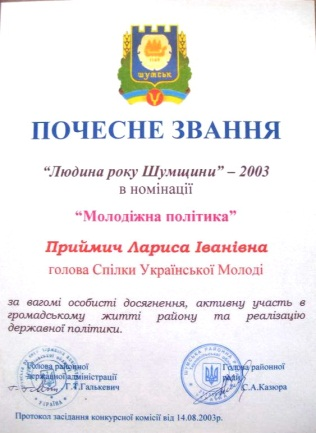 ШУМСЬК
ПОЧЕСНЕ ЗВАННЯ
“Людина року Шумщини” – 2003
в номінації
“Молодіжна політика”
Приймич Лариса Іванівна
голова Спілки Української Молоді
за вагомі особисті досягнення, активну участь в
громадському житті району та реалізацію
державної політики.
Голова районної
державної адміністрації
Г.Т.Галькевич
Голова районної
ради
С.А.Казюра
Протокол засідання конкурсної комісії від 14.08.2003р.